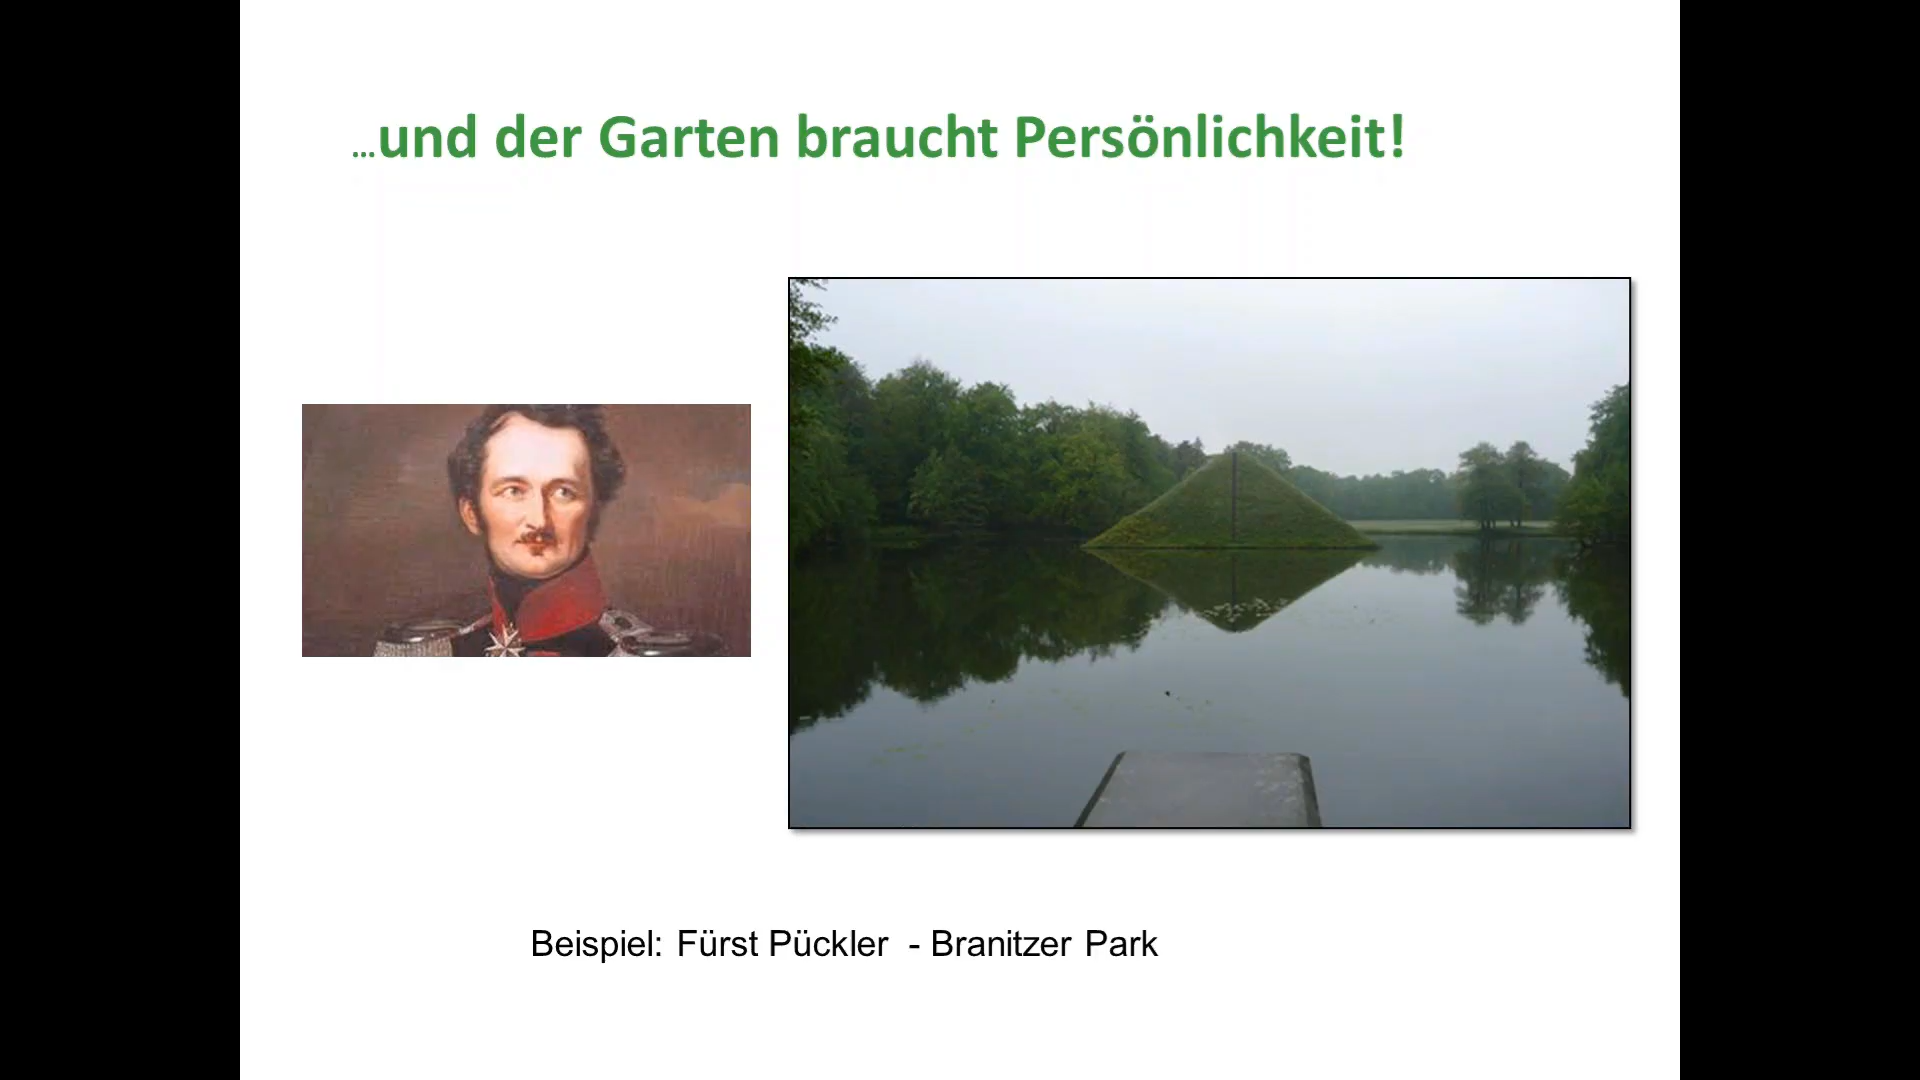 ...und der Garten braucht Persönlichkeit!
Beispiel: Fürst Pückler - Branitzer Park